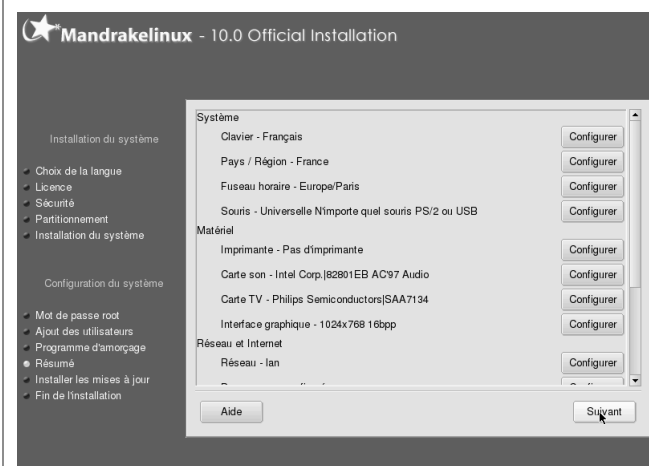 Mandrakelinux - 10.0 Official Installation
Installation du système
Choix de la langue
Licence
Sécurité
Partitionnement
Installation du système
Configuration du système
Mot de passe root
Ajout des utilisateurs
Programme d'amorçage
Résumé
Installer les mises à jour
Fin de l'installation
Système
Clavier - Français Configurer
Pays / Région - France Configurer
Fuseau horaire - Europe/Paris Configurer
Souris - Universelle N'importe quel souris PS/2 ou USB Configurer
Matériel
Imprimante - Pas d'imprimante Configurer
Carte son - Intel Corp.|82801EB AC'97 Audio Configurer
Carte TV - Philips Semiconductors|SAA7134 Configurer
Interface graphique - 1024x768 16bpp Configurer
Réseau et Internet
Réseau - lan Configurer
Aide Suivant